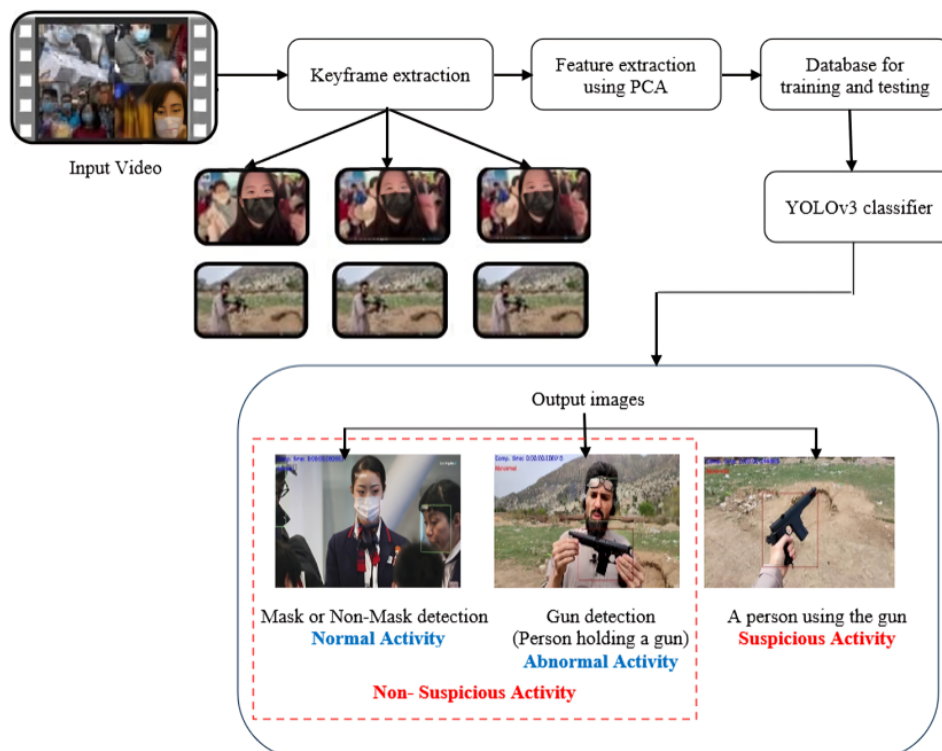 Input Video
Keyframe extraction
Feature extraction
using PCA
Database for
training and testing
YOLOv3 classifier
Output images
Abnormal
Mask or Non-Mask detection
Normal Activity
Gun detection
(Person holding a gun)
Abnormal Activity
A person using the gun
Suspicious Activity
Non- Suspicious Activity